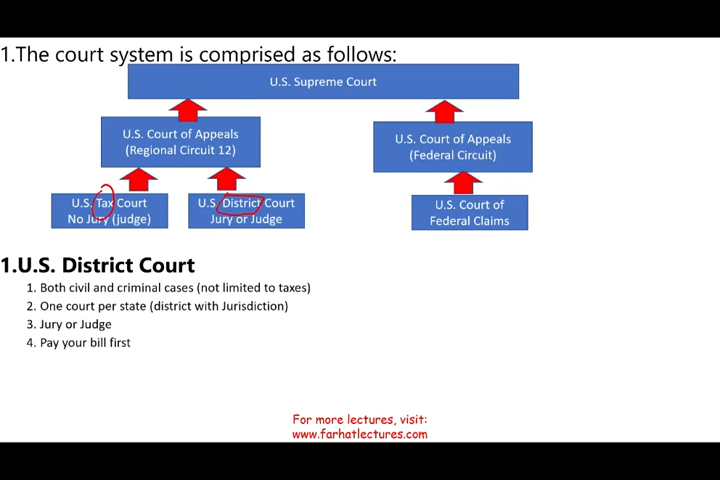 1.The court system is comprised as follows:
U.S. Supreme Court
U.S. Court of Appeals
(Regional Circuit 12)
U.S. Court of Appeals
(Federal Circuit)
U.S. Tax Court
No Jury (judge)
U.S. District Court
Jury or Judge
U.S. Court of
Federal Claims
1.U.S. District Court
1. Both civil and criminal cases (not limited to taxes)
2. One court per state (district with Jurisdiction)
3. Jury or Judge
4. Pay your bill first
For more lectures, visit:
www.farhatlectures.com